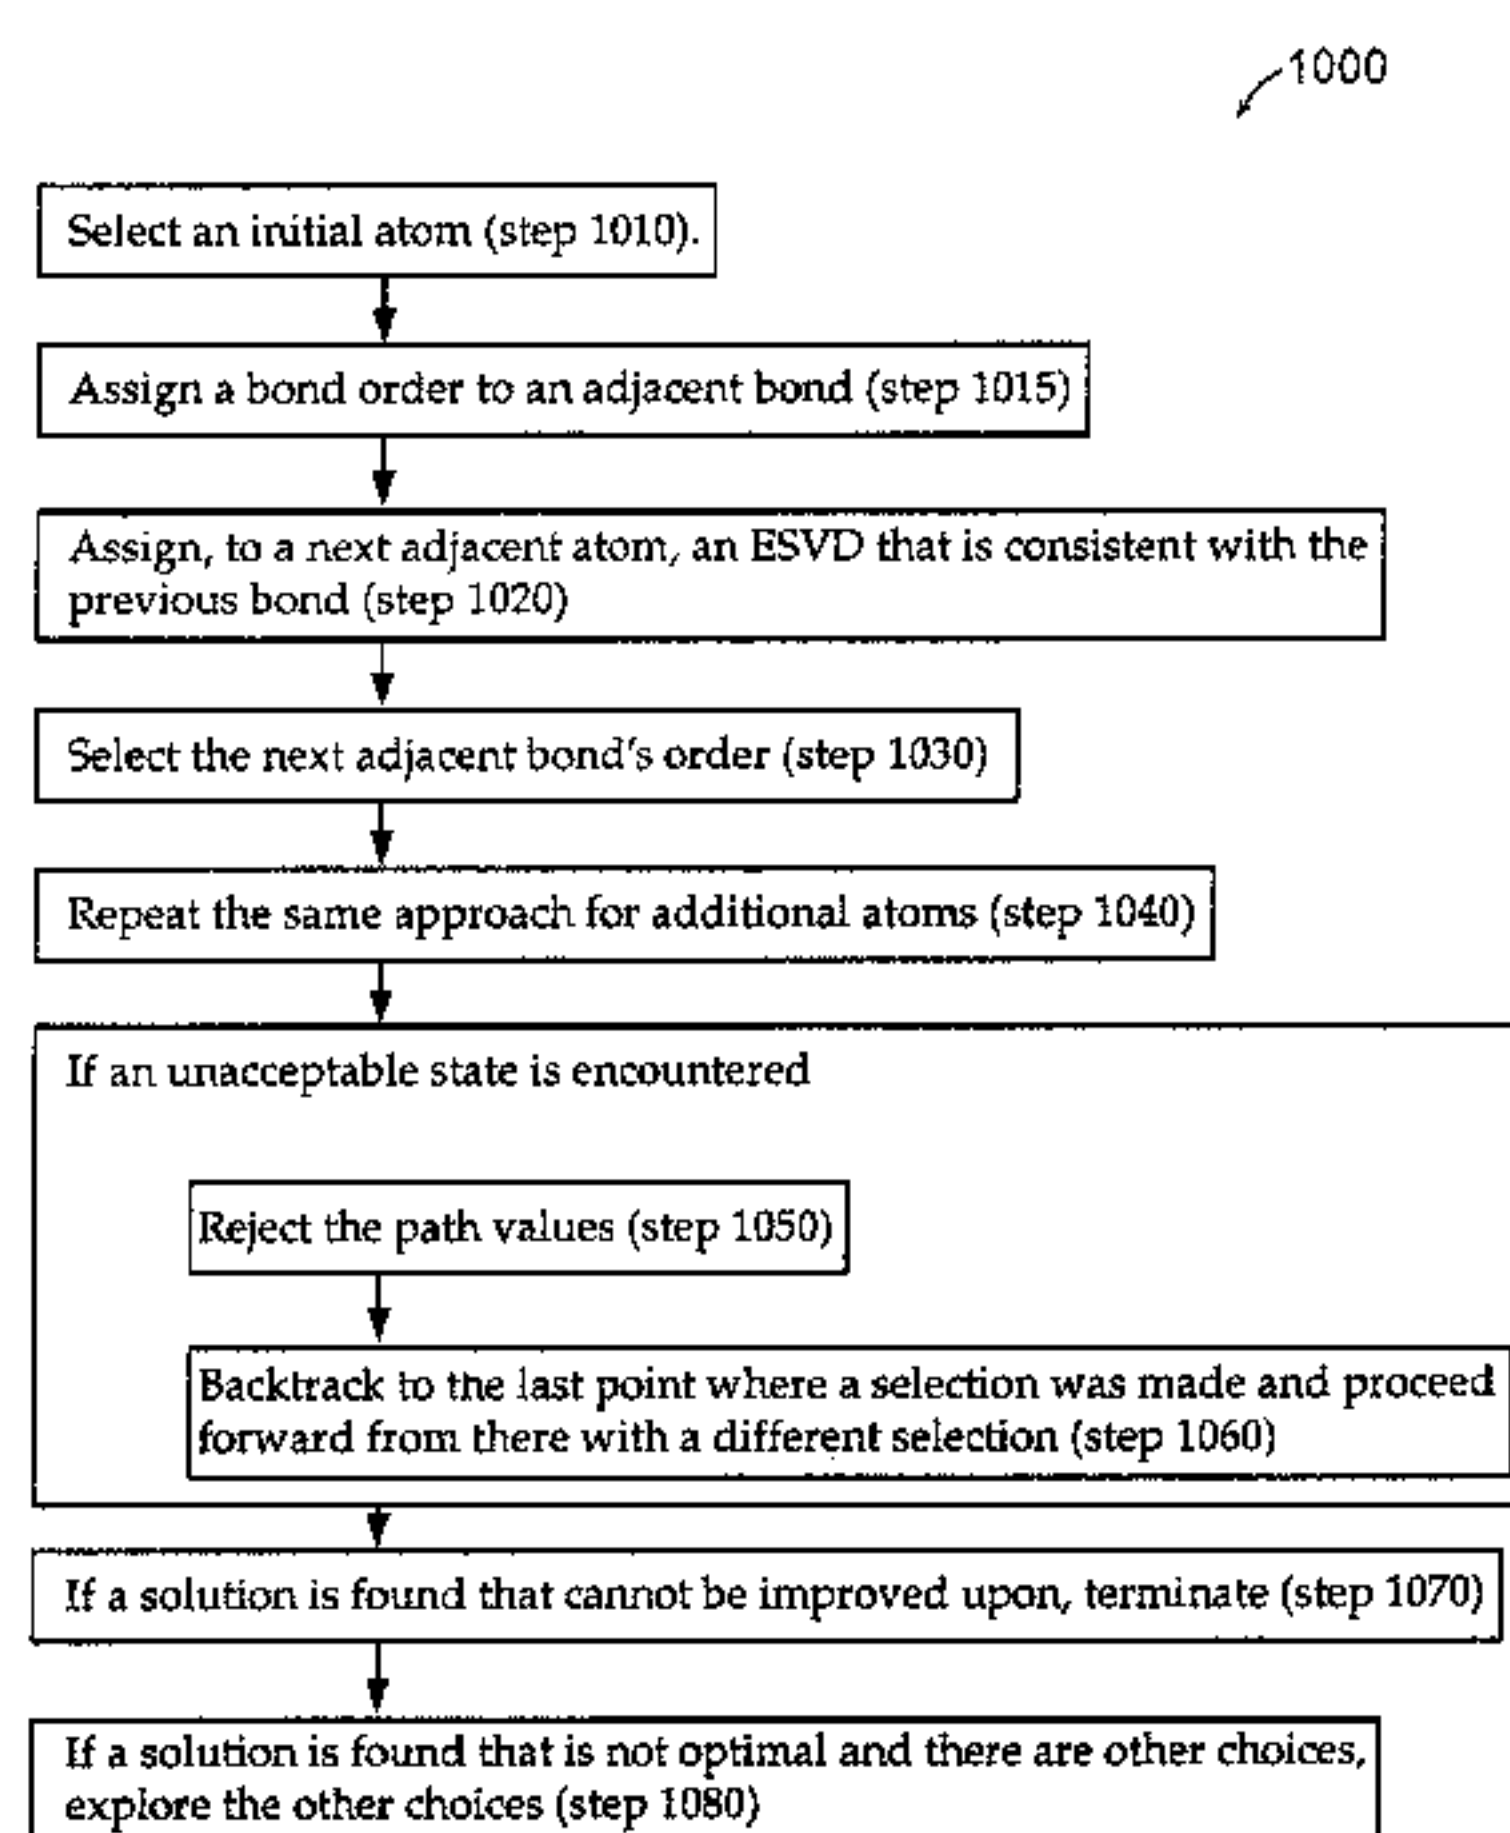 1000
Select an initial atom (step 1010).
Assign a bond order to an adjacent bond (step 1015)
Assign, to a next adjacent atom, an ESVD that is consistent with the
previous bond (step 1020)
Select the next adjacent bond's order (step 1030)
Repeat the same approach for additional atoms (step 1040)
If an unacceptable state is encountered
Reject the path values (step 1050)
Backtrack to the last point where a selection was made and proceed
forward from there with a different selection (step 1060)
If a solution is found that cannot be improved upon, terminate (step 1070)
If a solution is found that is not optimal and there are other choices,
explore the other choices (step 1080)